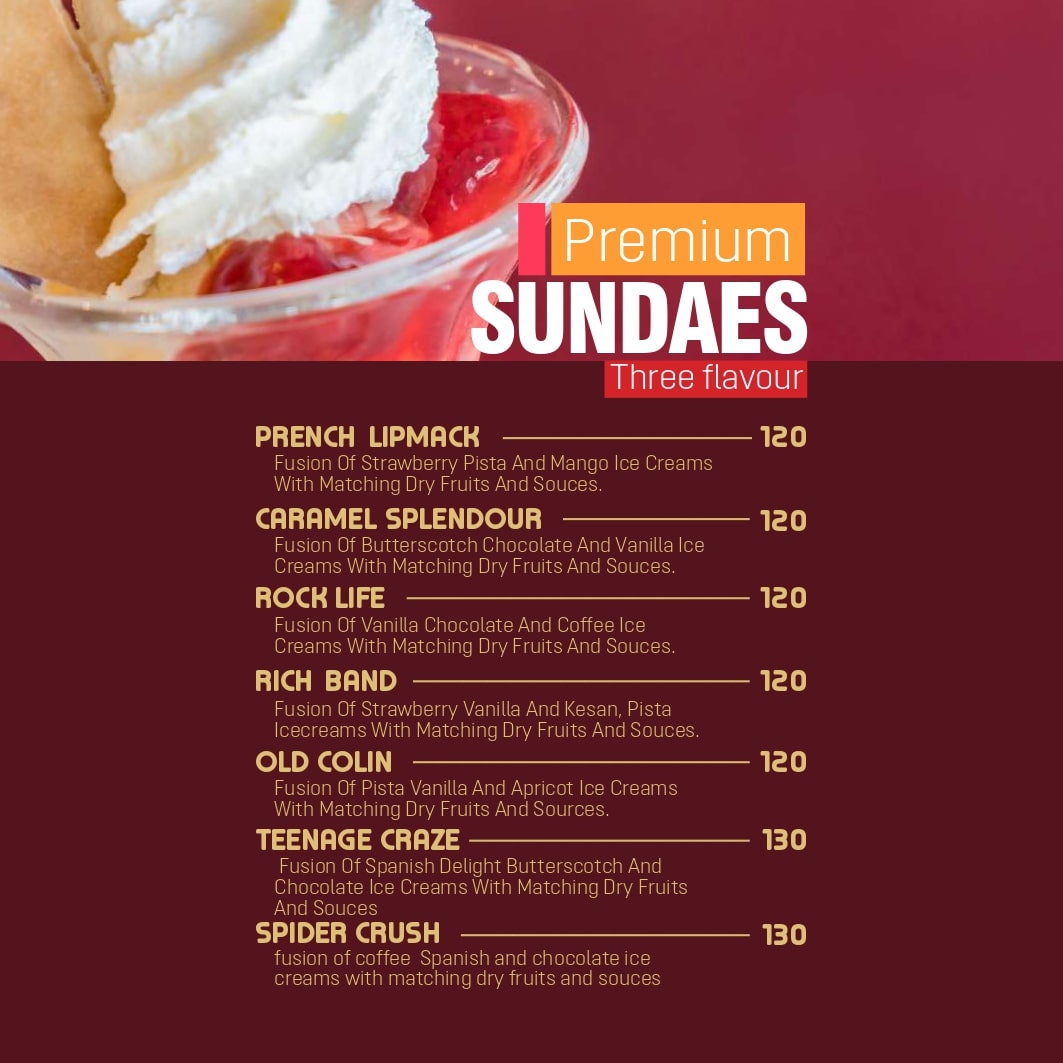 Premium
SUNDAES
Three flavour
PRENCH LIPMACK 120
Fusion Of Strawberry Pista And Mango Ice Creams
With Matching Dry Fruits And Souces.
CARAMEL SPLENDOUR 120
Fusion Of Butterscotch Chocolate And Vanilla Ice
Creams With Matching Dry Fruits And Souces.
ROCK LIFE 120
Fusion Of Vanilla Chocolate And Coffee Ice
Creams With Matching Dry Fruits And Souces.
RICH BAND 120
Fusion Of Strawberry Vanilla And Kesan, Pista
Icecreams With Matching Dry Fruits And Souces.
OLD COLIN 120
Fusion Of Pista Vanilla And Apricot Ice Creams
With Matching Dry Fruits And Sources.
TEENAGE CRAZE 130
Fusion Of Spanish Delight Butterscotch And
Chocolate Ice Creams With Matching Dry Fruits
And Souces
SPIDER CRUSH 130
fusion of coffee Spanish and chocolate ice
creams with matching dry fruits and souces